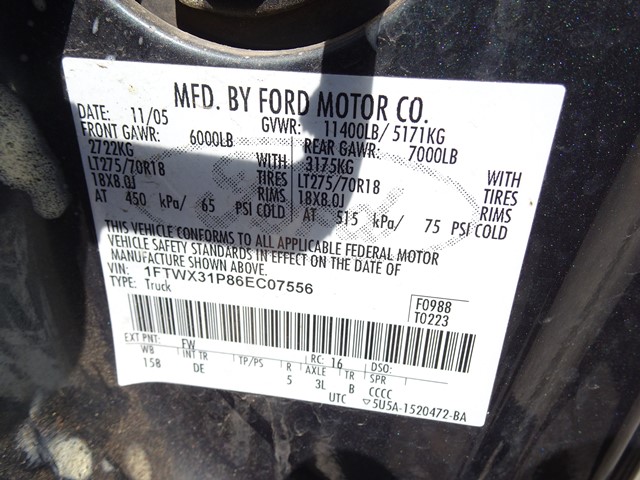 MFD. BY FORD MOTOR CO.
DATE: 11/05 GVWR: 11400LB/ 5171KG
FRONT GAWR: 6000LB REAR GAWR: 7000LB
2722KG WITH 3175KG WITH
LT275/70R18 TIRES LT275/70R18 TIRES
18X8.0J RIMS 18X8.0J RIMS
AT 450 kPa/ 65 PSI COLD AT 515 kPa/ 75 PSI COLD
THIS VEHICLE CONFORMS TO ALL APPLICABLE FEDERAL MOTOR
VEHICLE SAFETY STANDARDS IN EFFECT ON THE DATE OF
MANUFACTURE SHOWN ABOVE.
VIN: 1FTWX31P86EC07556
TYPE: Truck
F0988
T0223
EXT PNT: FW RC: 16 DSO:
WB INT TR TP/PS R AXLE TR SPR
158 DE 5 3L B CCCC
UTC ▽5U5A-1520472-BA